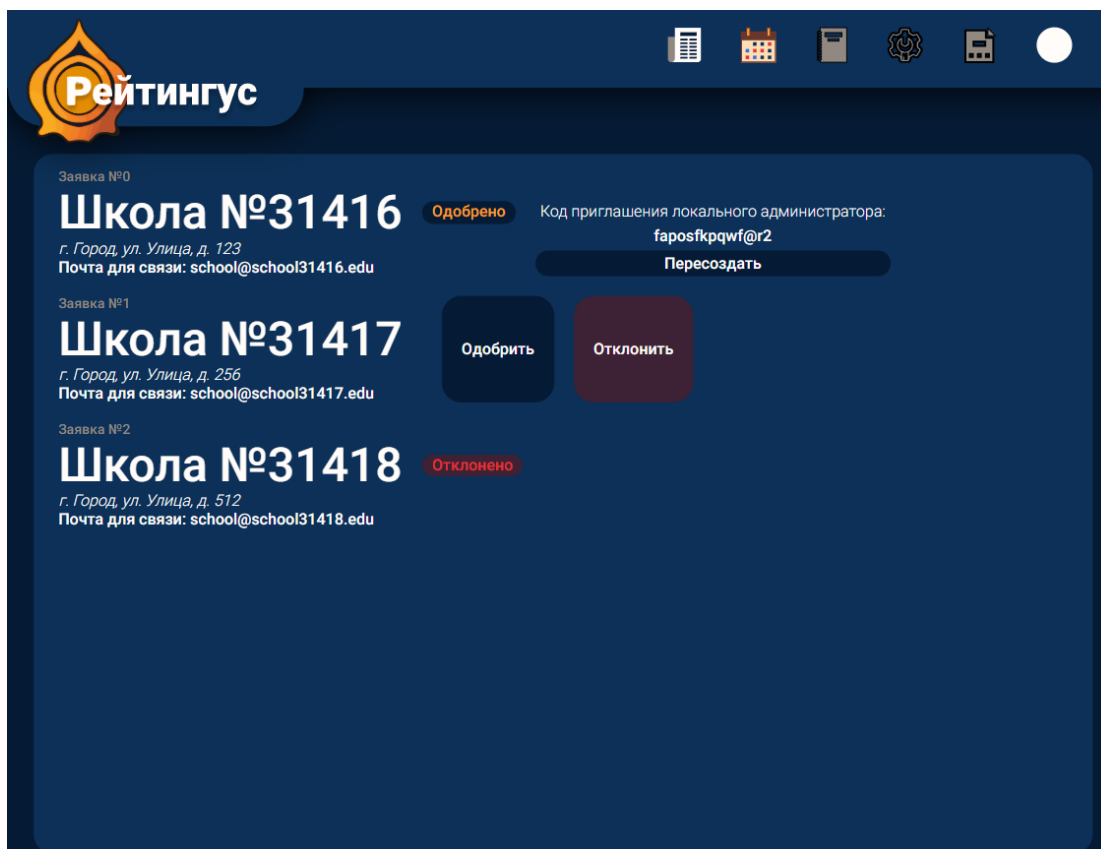 Рейтингус
Заявка №0
Школа №31416
Одобрено
г. Город, ул. Улица, д. 123
Почта для связи: school@school31416.edu
Код приглашения локального администратора:
faposfkpqwf@r2
Пересоздать
Заявка №1
Школа №31417
г. Город, ул. Улица, д. 256
Почта для связи: school@school31417.edu
Одобрить
Отклонить
Заявка №2
Школа №31418
Отклонено
г. Город, ул. Улица, д. 512
Почта для связи: school@school31418.edu